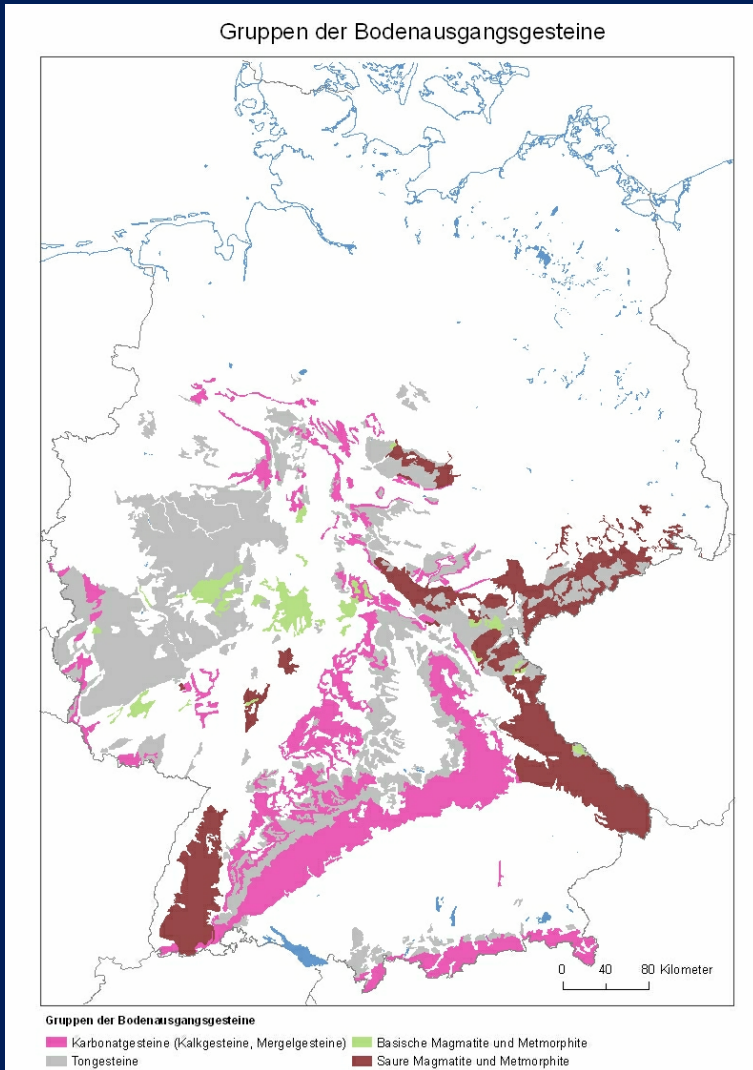 Gruppen der Bodenausgangsgesteine
0 40 80 Kilometer
Gruppen der Bodenausgangsgesteine
Karbonatgesteine (Kalkgesteine, Mergelgesteine)
Basische Magmatite und Metmorphite
Tongesteine
Saure Magmatite und Metmorphite